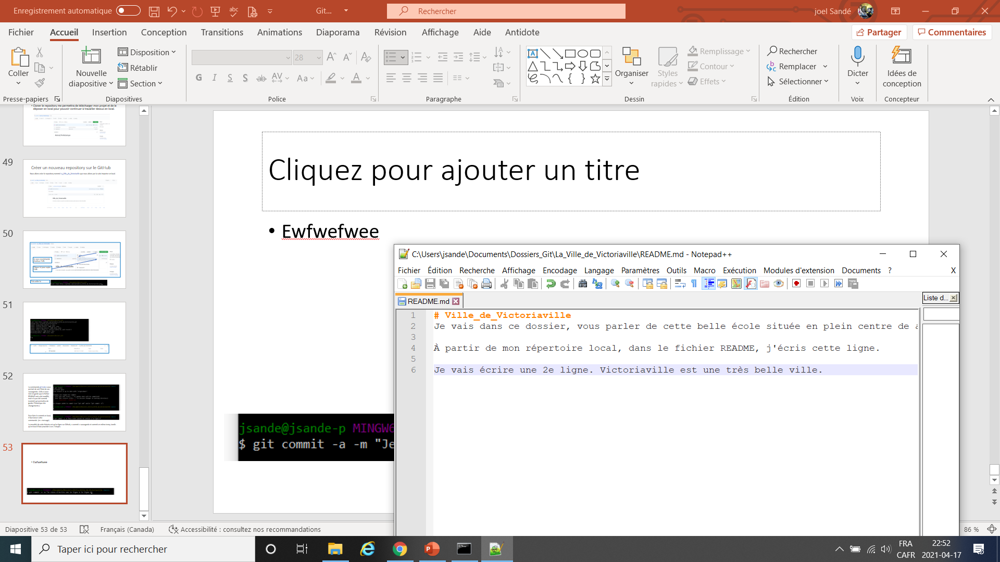 Enregistrement automatique
Git...
Rechercher
joel Sandé
Fichier Accueil Insertion Conception Transitions Animations Diaporama Révision Affichage Aide Antidote
Partager
Commentaires
Coller
Nouvelle diapositive
Disposition
Rétablir
Section
28
Organiser
Styles rapides
Remplissage
Contour
Effets
Rechercher
Remplacer
Sélectionner
Dicter
Idées de conception
Presse-papiers
Diapositives
Police
Paragraphe
Dessin
Édition
Voix
Concepteur
• Cloner le repository me permettra de télécharger mon projet et de le
déposer en local pour pouvoir continuer à travailler dessus en local.
49
Créer un nouveau repository sur le GitHub
50
51
52
53
• Ewfwefwee
Cliquez pour ajouter un titre
• Ewfwefwee
jsande@jsande-p MINGW6
$ git commit -a -m "Je
C:\Users\jsande\Documents\Dossiers_Git\La_Ville_de_Victoriaville\README.md - Notepad++
Fichier Édition Recherche Affichage Encodage Langage Paramètres Outils Macro Exécution Modules d'extension Documents ? X
README.md
Liste d...
1 # Ville_de_Victoriaville
2 Je vais dans ce dossier, vous parler de cette belle école située en plein centre de
3
4 À partir de mon répertoire local, dans le fichier README, j'écris cette ligne.
5
6 Je vais écrire une 2e ligne. Victoriaville est une très belle ville.
Diapositive 53 de 53
Français (Canada)
Accessibilité : consultez nos recommandations
86 %
Taper ici pour rechercher
FRA
CAFR
22:52
2021-04-17